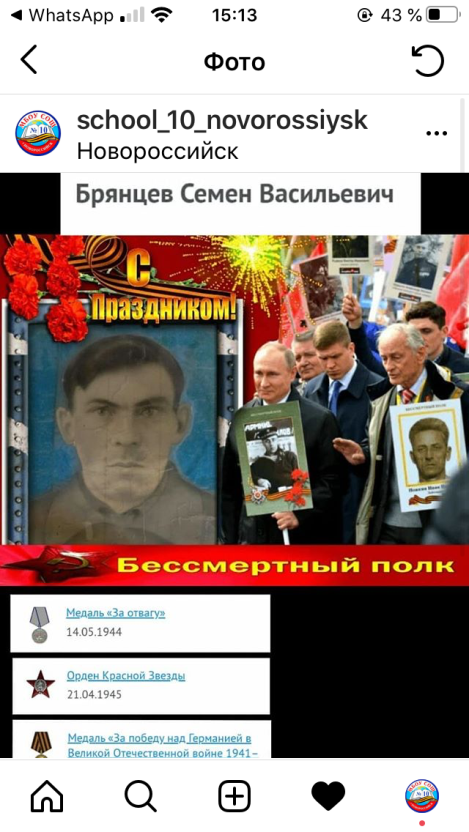 WhatsApp 15:13 43 %
Фото
school_10_novorossiysk
Новороссийск
Брянцев Семен Васильевич
С
Праздником!
Бессмертный полк
Медаль «За отвагу»
14.05.1944
Орден Красной Звезды
21.04.1945
Медаль «За победу над Германией в
Великой Отечественной войне 1941–